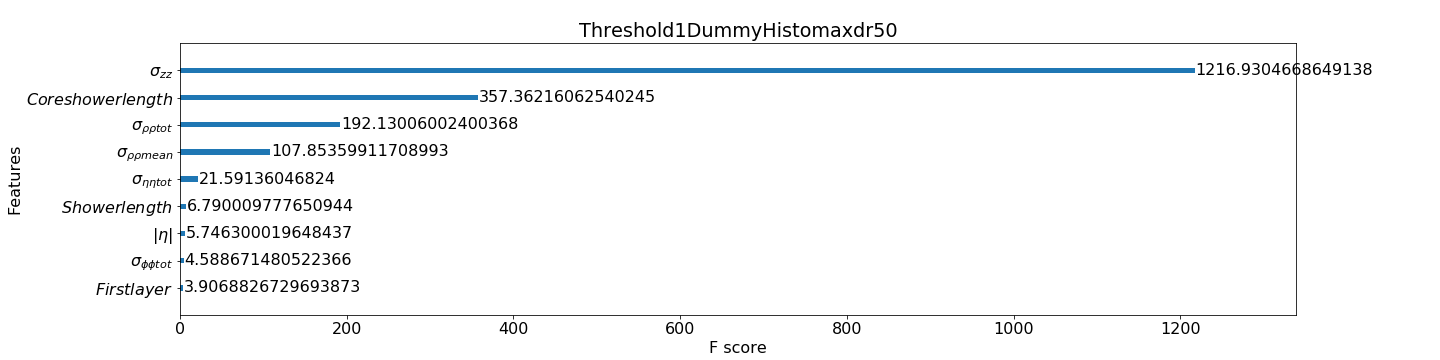 Threshold1DummyHistomaxdr50
σzz 1216.9304668649138
Coreshowerlength 357.36216062540245
σρρtot 192.13006002400368
σρρmean 107.85359911708993
σηηtot 21.59136046824
Showerlength 6.790009777650944
|η| 5.746300019648437
σϕϕtot 4.588671480522366
Firstlayer 3.9068826729693873
Features
0 200 400 600 800 1000 1200
F score